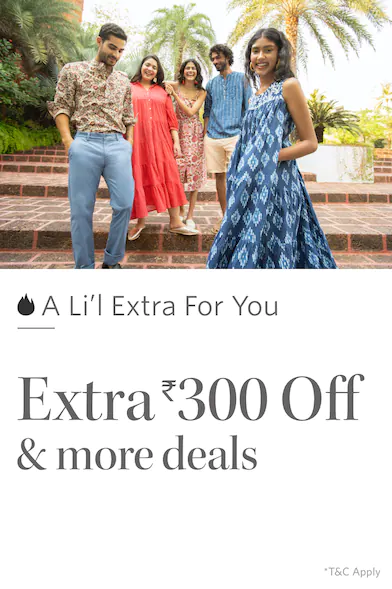 A Li’l Extra For You
Extra ₹300 Off
& more deals
*T&C Apply